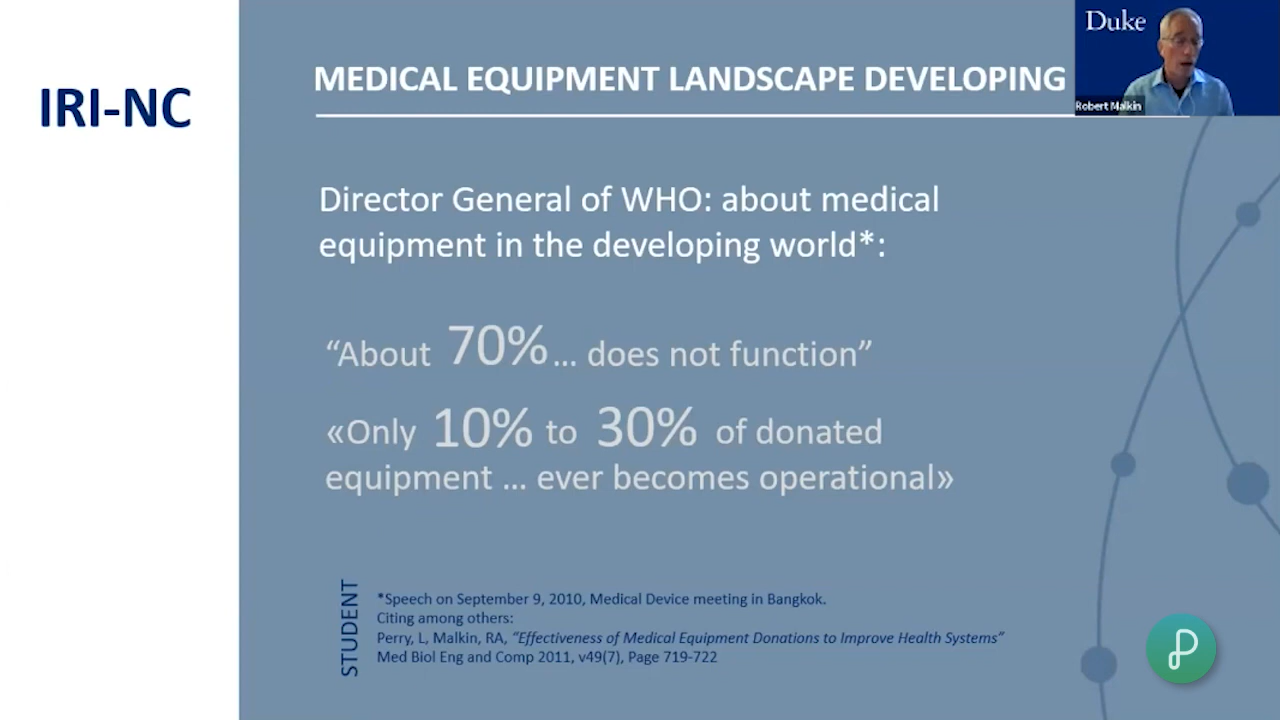 IRI-NC
MEDICAL EQUIPMENT LANDSCAPE DEVELOPING
Duke
Robert Malkin
Director General of WHO: about medical
equipment in the developing world*:
“About 70%... does not function”
«Only 10% to 30% of donated
equipment ... ever becomes operational»
STUDENT
*Speech on September 9, 2010, Medical Device meeting in Bangkok.
Citing among others:
Perry, L, Malkin, RA, “Effectiveness of Medical Equipment Donations to Improve Health Systems”
Med Biol Eng and Comp 2011, v49(7), Page 719-722